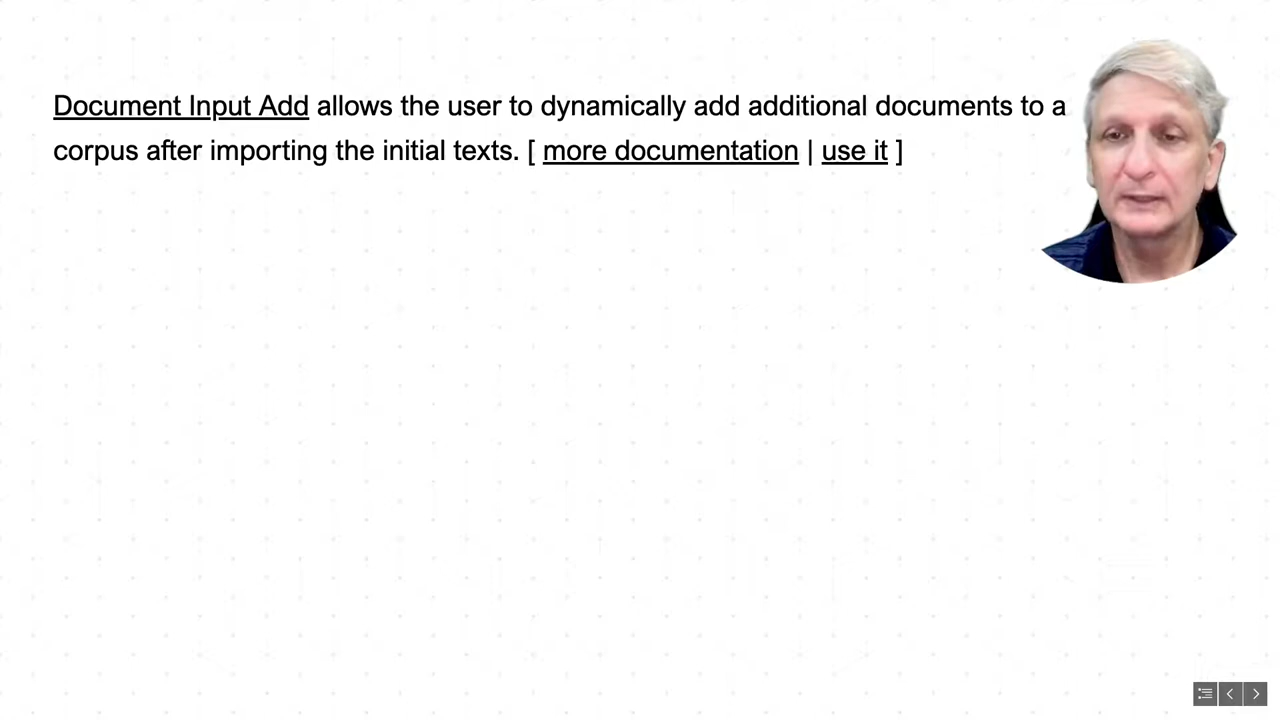 Document Input Add allows the user to dynamically add additional documents to a
corpus after importing the initial texts. [ more documentation | use it ]